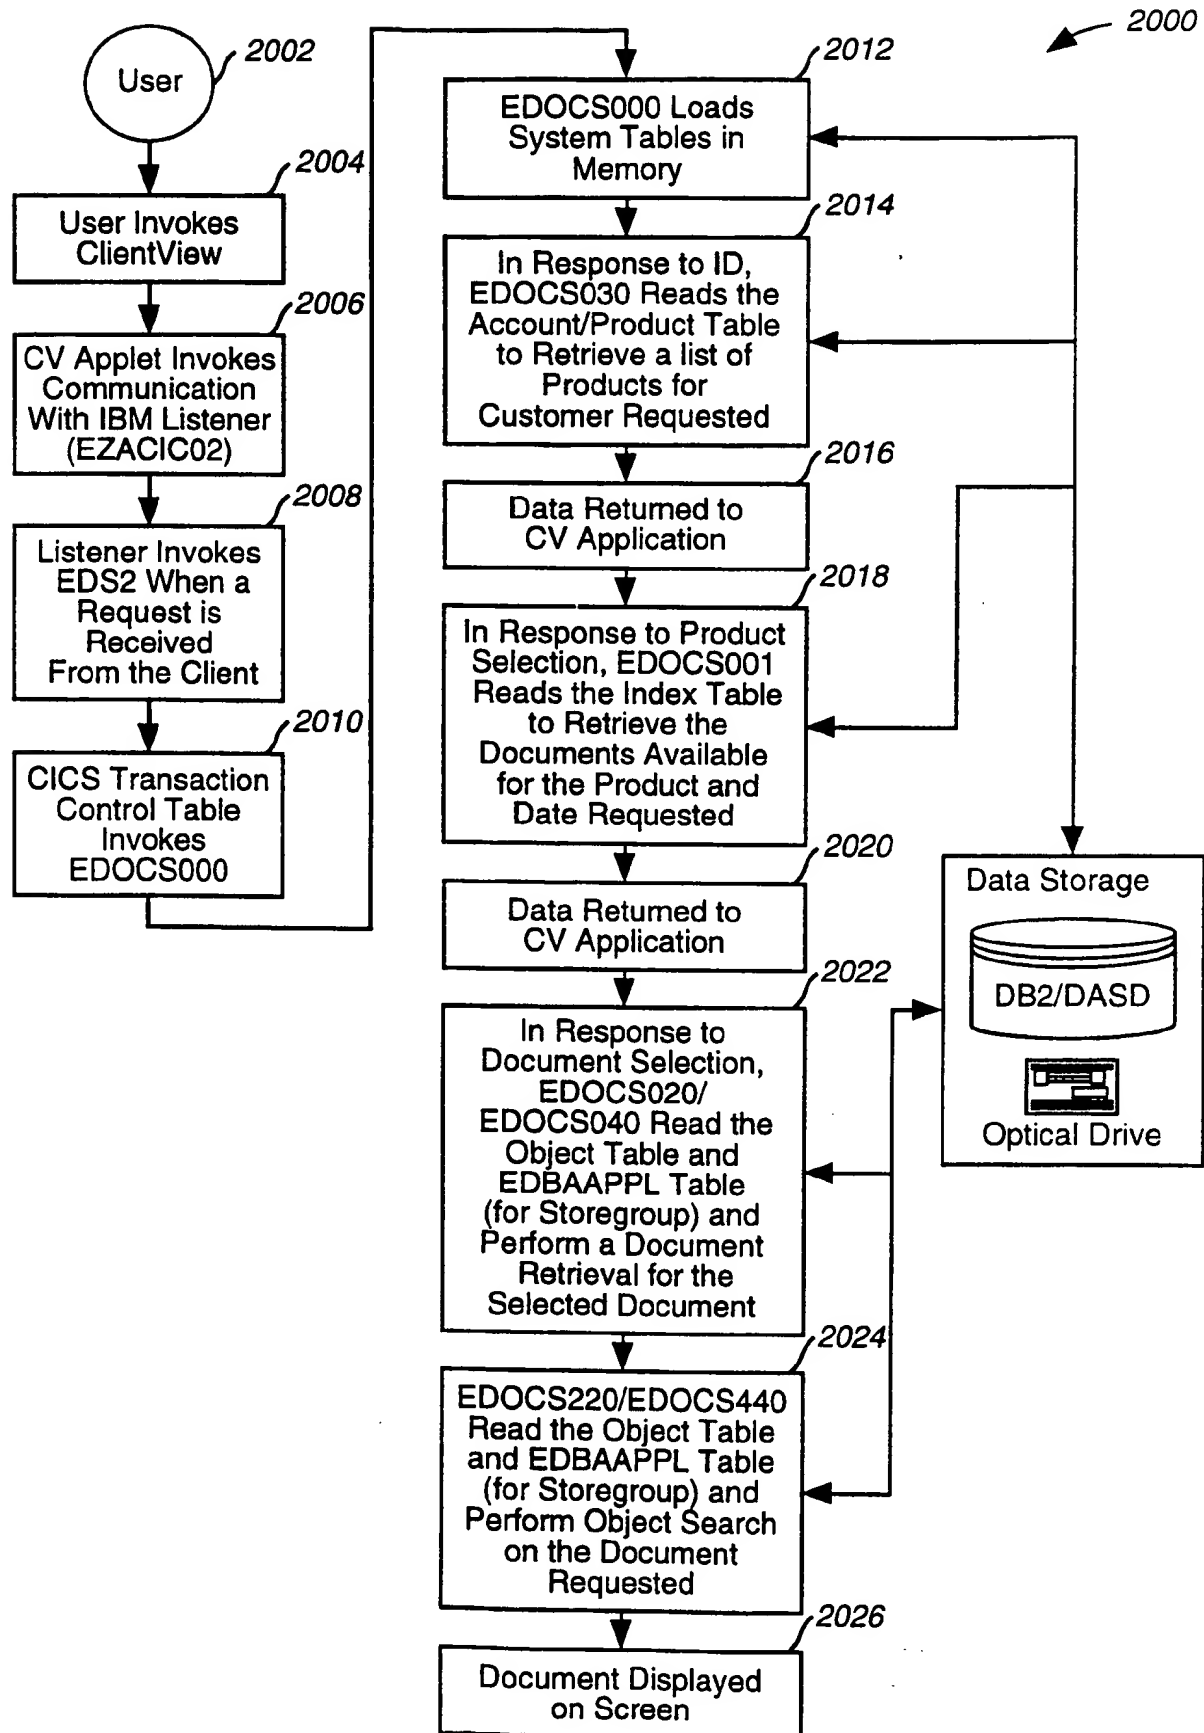 2000
2002
User
2004
User Invokes
ClientView
2006
CV Applet Invokes
Communication
With IBM Listener
(EZACIC02)
2008
Listener Invokes
EDS2 When a
Request is
Received
From the Client
2010
CICS Transaction
Control Table
Invokes
EDOCS000
2012
EDOCS000 Loads
System Tables in
Memory
2014
In Response to ID,
EDOCS030 Reads the
Account/Product Table
to Retrieve a list of
Products for
Customer Requested
2016
Data Returned to
CV Application
2018
In Response to Product
Selection, EDOCS001
Reads the Index Table
to Retrieve the
Documents Available
for the Product and
Date Requested
2020
Data Returned to
CV Application
2022
In Response to
Document Selection,
EDOCS020/
EDOCS040 Read the
Object Table and
EDBAAPPL Table
(for Storegroup) and
Perform a Document
Retrieval for the
Selected Document
2024
EDOCS220/EDOCS440
Read the Object Table
and EDBAAPPL Table
(for Storegroup) and
Perform Object Search
on the Document
Requested
2026
Document Displayed
on Screen
Data Storage
DB2/DASD
Optical Drive